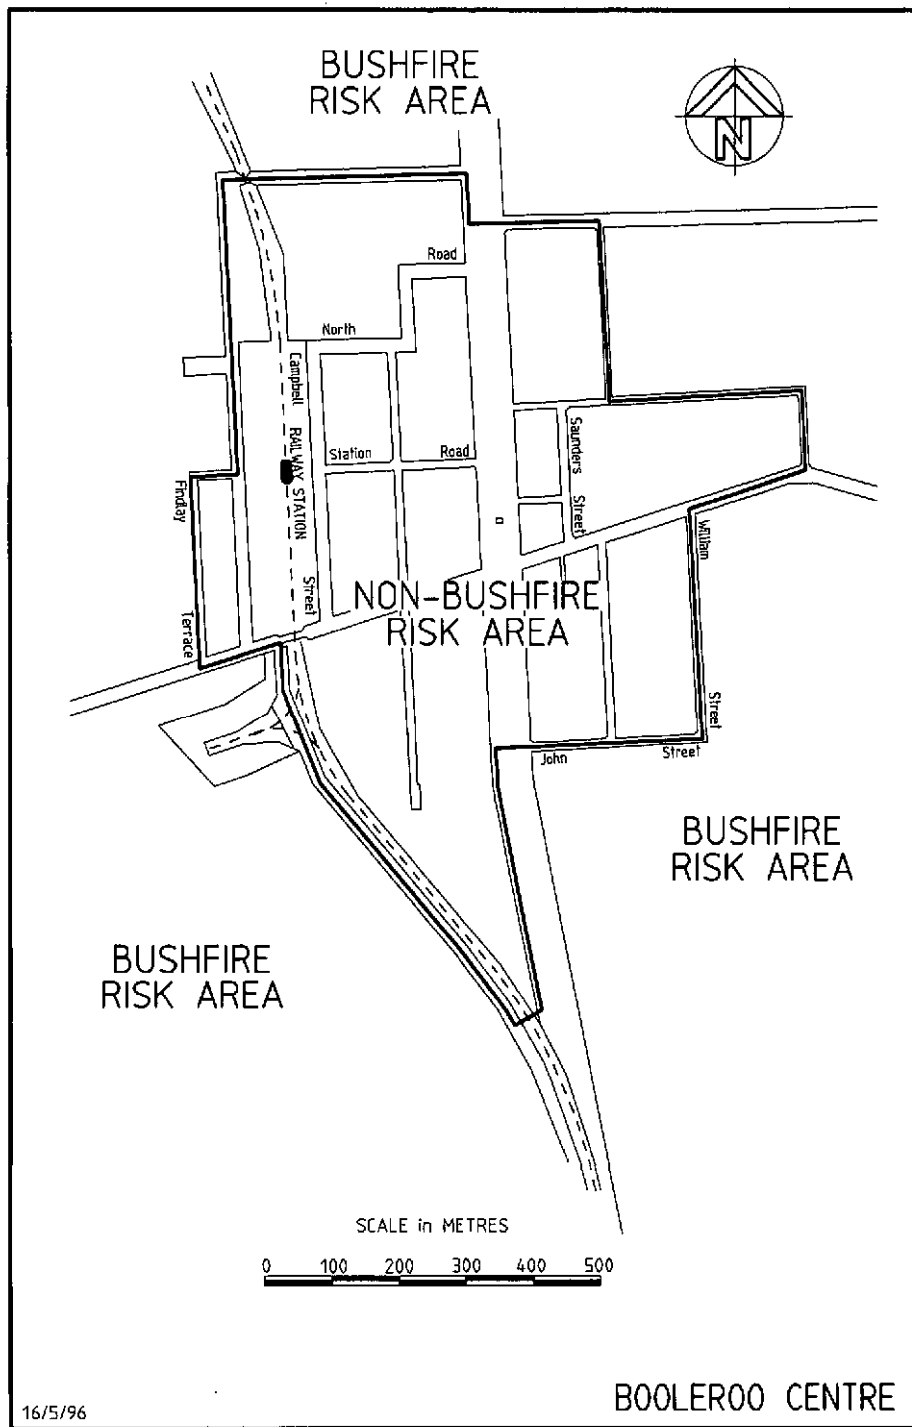 BUSHFIRE
RISK AREA
N
Road
North
Campbell
RAILWAY STATION
Street
Station
Road
Saunders
Street
Findlay
Terrace
William
Street
NON-BUSHFIRE
RISK AREA
John
Street
BUSHFIRE
RISK AREA
BUSHFIRE
RISK AREA
SCALE in METRES
0 100 200 300 400 500
BOOLEROO CENTRE
16/5/96